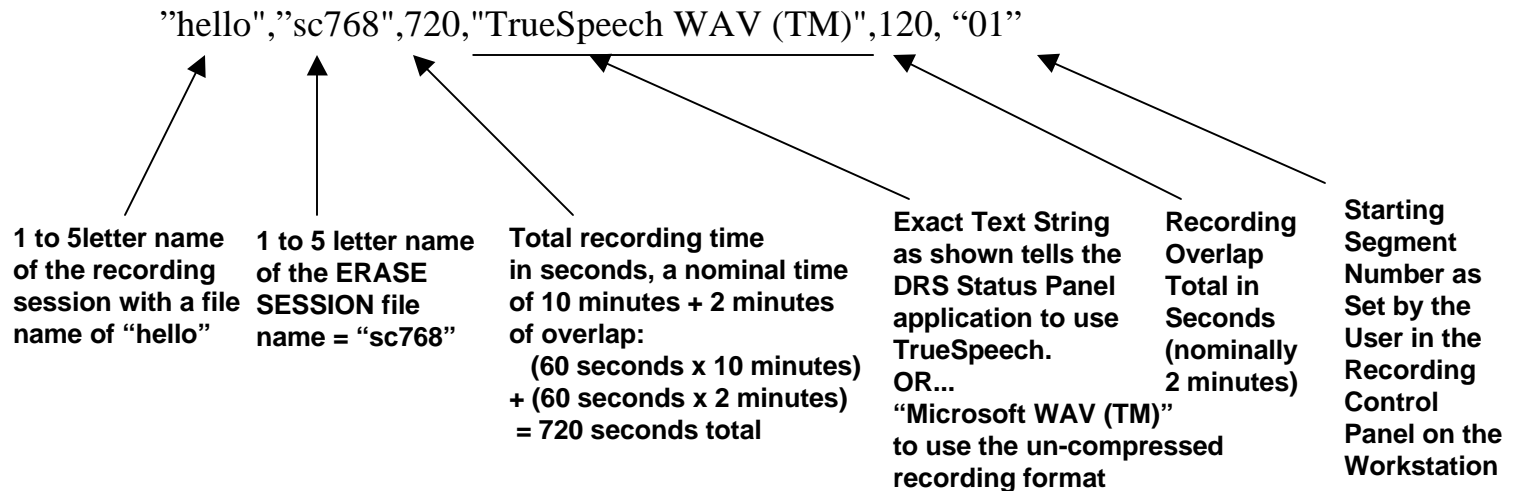 ”hello",”sc768",720,"TrueSpeech WAV (TM)",120, “01”
1 to 5letter name
of the recording
session with a file
name of “hello”
1 to 5 letter name
of the ERASE
SESSION file
name = “sc768”
Total recording time
in seconds, a nominal time
of 10 minutes + 2 minutes
of overlap:
(60 seconds x 10 minutes)
+ (60 seconds x 2 minutes)
= 720 seconds total
Exact Text String
as shown tells the
DRS Status Panel
application to use
TrueSpeech.
OR...
“Microsoft WAV (TM)”
to use the un-compressed
recording format
Recording
Overlap
Total in
Seconds
(nominally
2 minutes)
Starting
Segment
Number as
Set by the
User in the
Recording
Control
Panel on the
Workstation